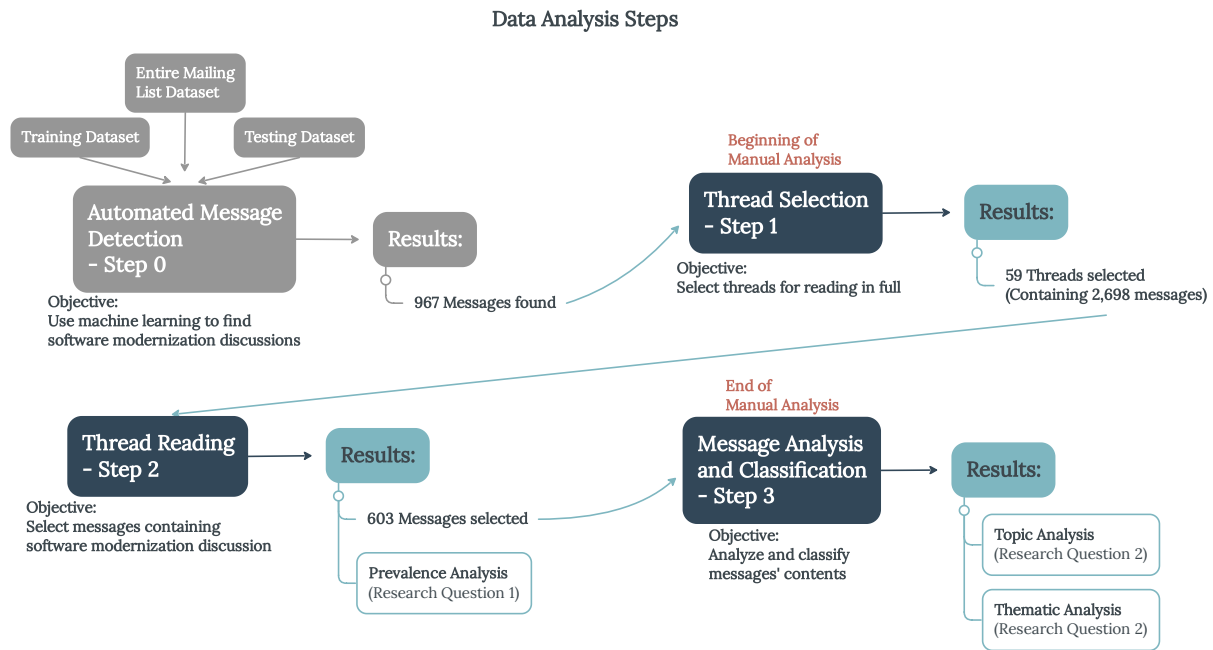 Data Analysis Steps
Entire Mailing
List Dataset
Training Dataset
Testing Dataset
Automated Message
Detection
- Step 0
Objective:
Use machine learning to find
software modernization discussions
Results:
967 Messages found
Beginning of
Manual Analysis
Thread Selection
- Step 1
Objective:
Select threads for reading in full
Results:
59 Threads selected
(Containing 2,698 messages)
Thread Reading
- Step 2
Objective:
Select messages containing
software modernization discussion
Results:
603 Messages selected
Prevalence Analysis
(Research Question 1)
End of
Manual Analysis
Message Analysis
and Classification
- Step 3
Objective:
Analyze and classify
messages' contents
Results:
Topic Analysis
(Research Question 2)
Thematic Analysis
(Research Question 2)